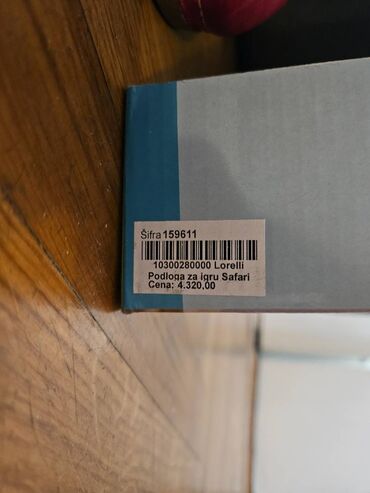 Šifra 159611
10300280000 Lorelli
Podloga za igru Safari
Cena: 4.320,00